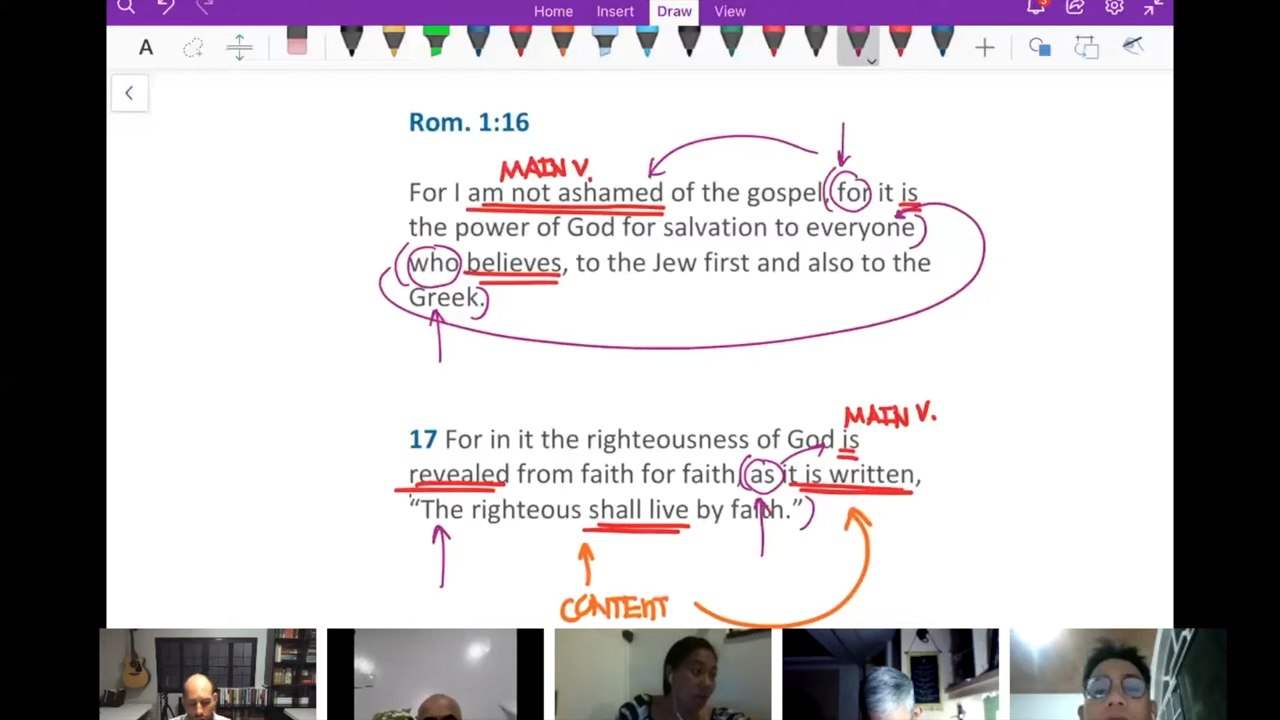 Home Insert Draw View
A
Rom. 1:16
MAIN V.
For I am not ashamed of the gospel, for it is
the power of God for salvation to everyone
who believes, to the Jew first and also to the
Greek.
MAIN V.
17 For in it the righteousness of God is
revealed from faith for faith, as it is written,
“The righteous shall live by faith.”
CONTENT